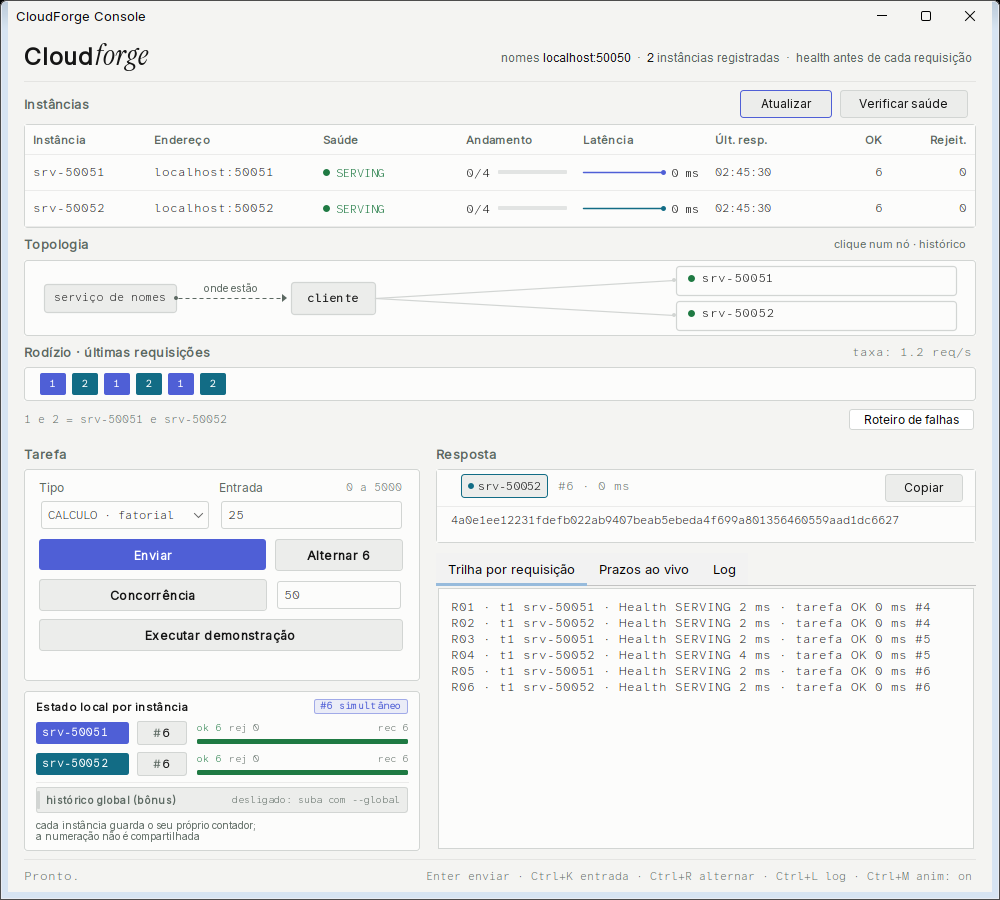 CloudForge Console
Cloudforge
nomes localhost:50050 · 2 instâncias registradas · health antes de cada requisição
Instâncias
Atualizar
Verificar saúde
Instância Endereço Saúde Andamento Latência Últ. resp. OK Rejeit.
srv-50051 localhost:50051 SERVING 0/4 0 ms 02:45:30 6 0
srv-50052 localhost:50052 SERVING 0/4 0 ms 02:45:30 6 0
Topologia
clique num nó · histórico
serviço de nomes
onde estão
cliente
srv-50051
srv-50052
Rodízio · últimas requisições
taxa: 1.2 req/s
1 2 1 2 1 2
1 e 2 = srv-50051 e srv-50052
Roteiro de falhas
Tarefa
Tipo
Entrada
0 a 5000
CALCULO · fatorial
25
Enviar
Alternar 6
Concorrência
50
Executar demonstração
Estado local por instância
#6 simultâneo
srv-50051 #6 ok 6 rej 0 rec 6
srv-50052 #6 ok 6 rej 0 rec 6
histórico global (bônus)
desligado: suba com --global
cada instância guarda o seu próprio contador;
a numeração não é compartilhada
Resposta
srv-50052 #6 · 0 ms
Copiar
4a0e1ee12231fdefb022ab9407beab5ebeda4f699a801356460559aad1dc6627
Trilha por requisição
Prazos ao vivo
Log
R01 · t1 srv-50051 · Health SERVING 2 ms · tarefa OK 0 ms #4
R02 · t1 srv-50052 · Health SERVING 2 ms · tarefa OK 0 ms #4
R03 · t1 srv-50051 · Health SERVING 2 ms · tarefa OK 0 ms #5
R04 · t1 srv-50052 · Health SERVING 4 ms · tarefa OK 0 ms #5
R05 · t1 srv-50051 · Health SERVING 2 ms · tarefa OK 0 ms #6
R06 · t1 srv-50052 · Health SERVING 2 ms · tarefa OK 0 ms #6
Pronto.
Enter enviar · Ctrl+K entrada · Ctrl+R alternar · Ctrl+L log · Ctrl+M anim: on